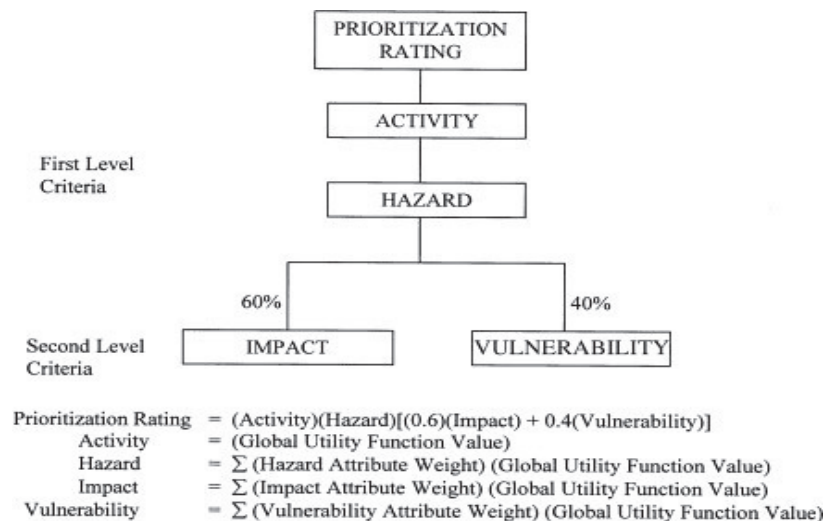 PRIORITIZATION
RATING
ACTIVITY
First Level
Criteria
HAZARD
60%
40%
Second Level
Criteria
IMPACT
VULNERABILITY
Prioritization Rating = (Activity)(Hazard)[(0.6)(Impact) + 0.4(Vulnerability)]
Activity = (Global Utility Function Value)
Hazard = ∑ (Hazard Attribute Weight) (Global Utility Function Value)
Impact = ∑ (Impact Attribute Weight) (Global Utility Function Value)
Vulnerability = ∑ (Vulnerability Attribute Weight) (Global Utility Function Value)